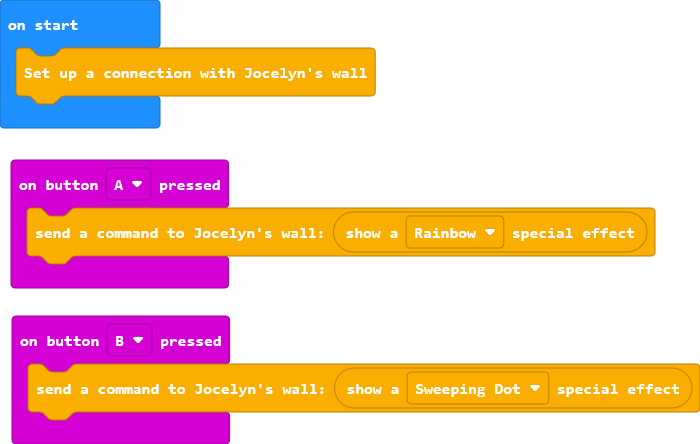 on start
Set up a connection with Jocelyn's wall
on button A pressed
send a command to Jocelyn's wall: show a Rainbow special effect
on button B pressed
send a command to Jocelyn's wall: show a Sweeping Dot special effect